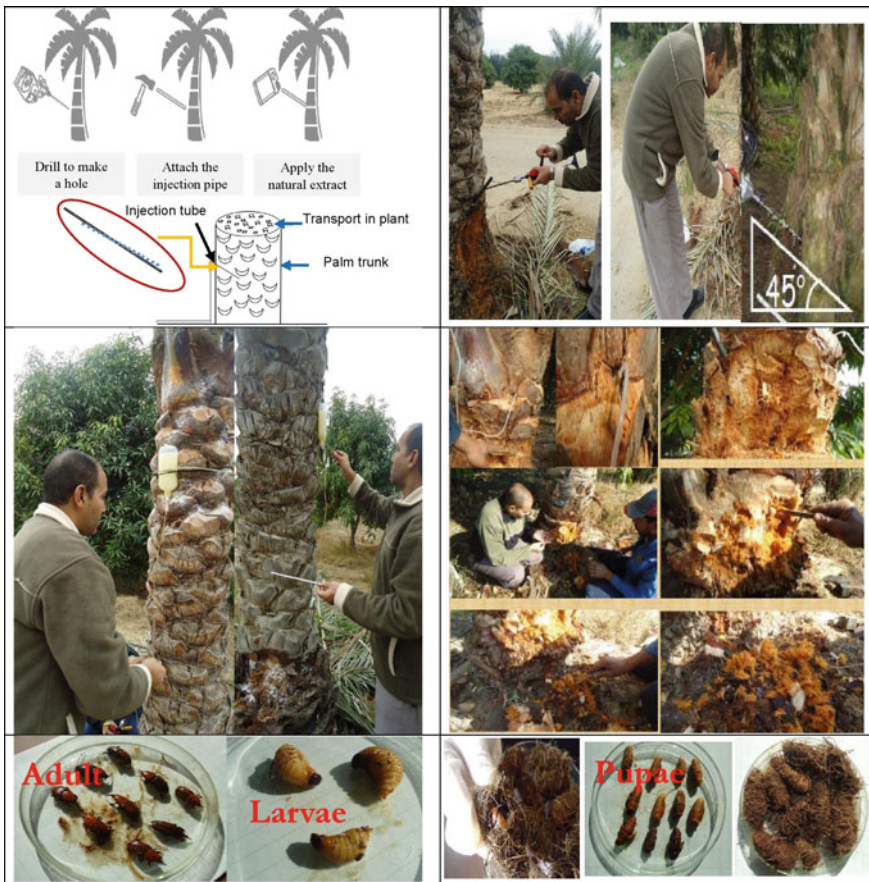 Drill to make
a hole
Attach the
injection pipe
Apply the
natural extract
Injection tube
Transport in plant
Palm trunk
45°
Adult
Larvae
Pupae